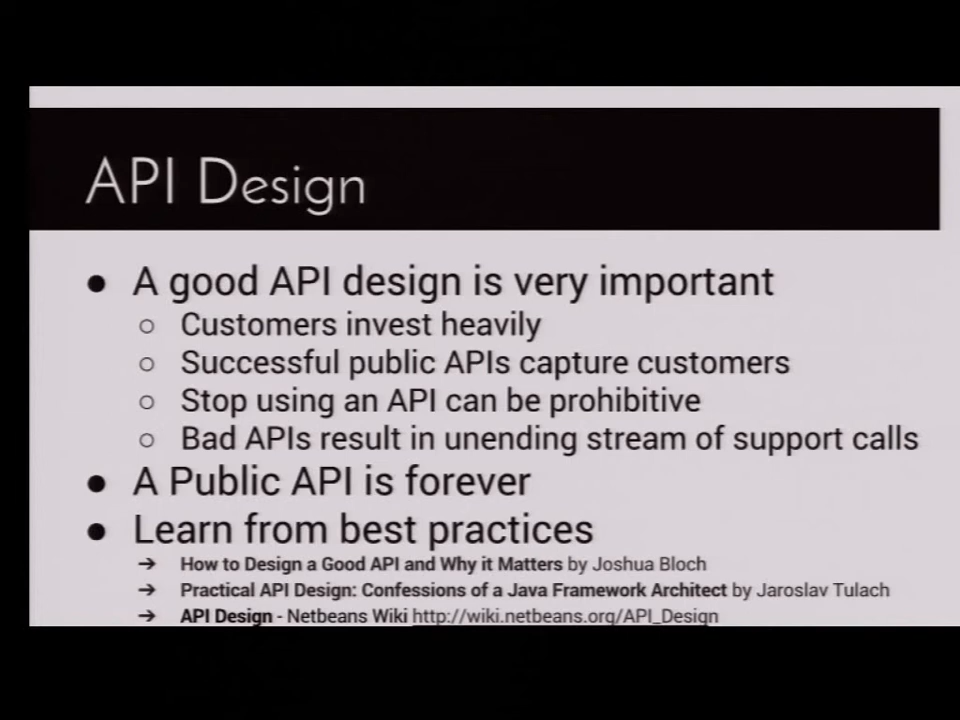 API Design
● A good API design is very important
○ Customers invest heavily
○ Successful public APIs capture customers
○ Stop using an API can be prohibitive
○ Bad APIs result in unending stream of support calls
● A Public API is forever
● Learn from best practices
➔ How to Design a Good API and Why it Matters by Joshua Bloch
➔ Practical API Design: Confessions of a Java Framework Architect by Jaroslav Tulach
➔ API Design - Netbeans Wiki http://wiki.netbeans.org/API_Design